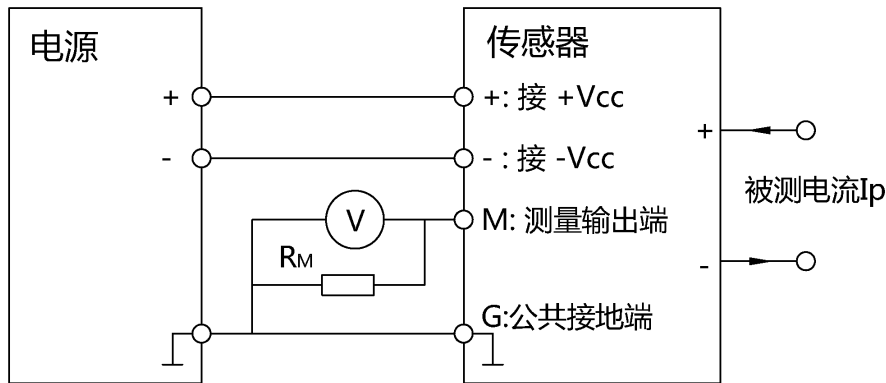 电源
传感器
+
+: 接 +Vcc
+
-
- : 接 -Vcc
被测电流Ip
V
M: 测量输出端
RM
-
G:公共接地端